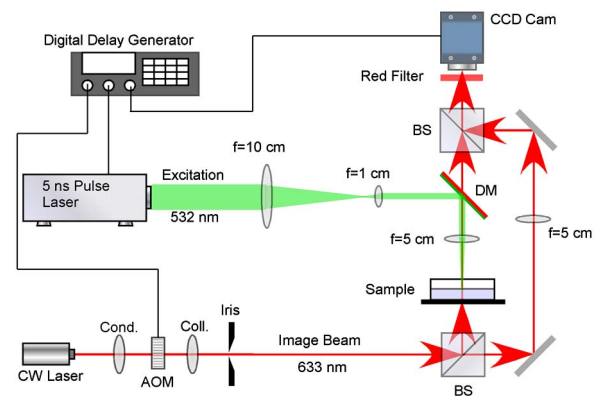 CCD Cam
Digital Delay Generator
Red Filter
BS
f=10 cm
Excitation
f=1 cm
DM
5 ns Pulse
Laser
532 nm
f=5 cm
f=5 cm
Sample
Iris
Cond.
Coll.
Image Beam
633 nm
CW Laser
AOM
BS